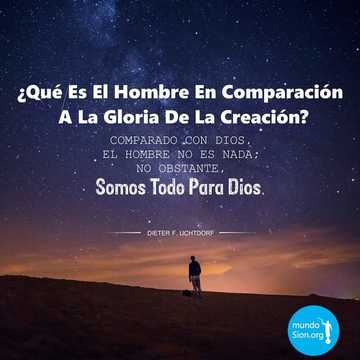 ¿Qué Es El Hombre En Comparación
A La Gloria De La Creación?
COMPARADO CON DIOS,
EL HOMBRE NO ES NADA;
NO OBSTANTE,
Somos Todo Para Dios.
DIETER F. UCHTDORF
mundo
Sion.org